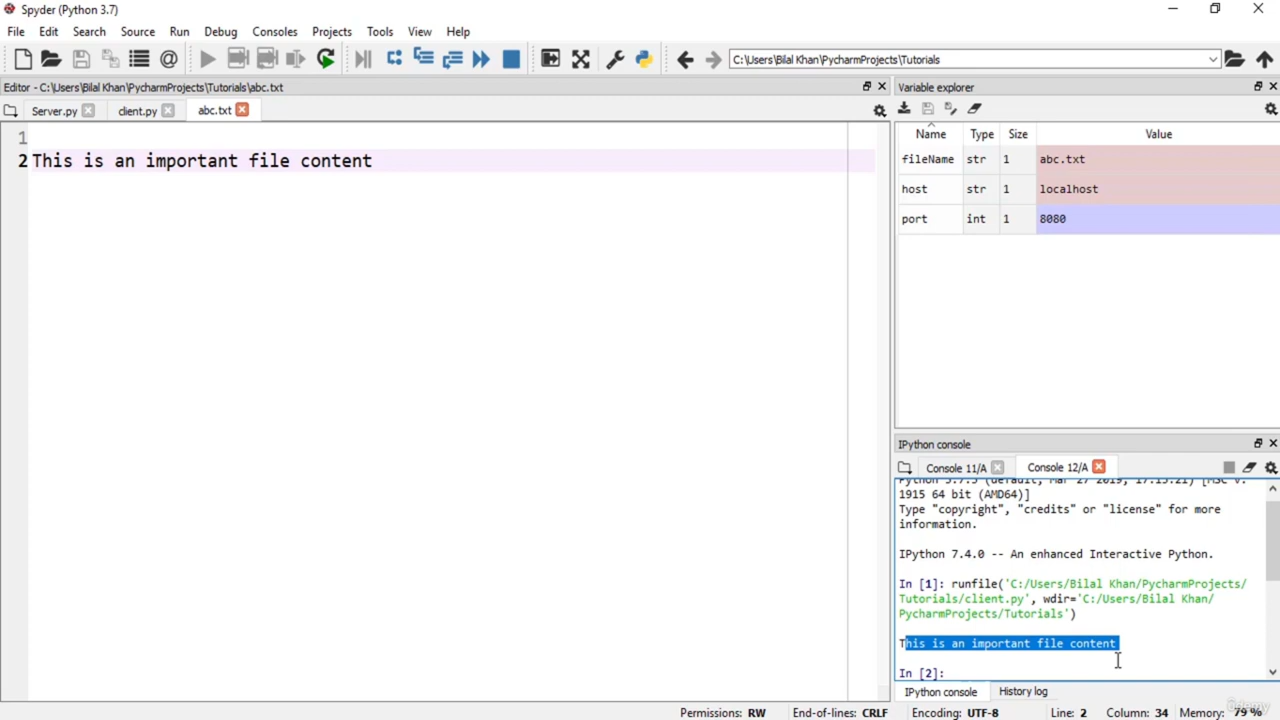 Spyder (Python 3.7)
File Edit Search Source Run Debug Consoles Projects Tools View Help
C:\Users\Bilal Khan\PycharmProjects\Tutorials
Editor - C:\Users\Bilal Khan\PycharmProjects\Tutorials\abc.txt
Server.py client.py abc.txt
1
2 This is an important file content
Variable explorer
Name Type Size Value
fileName str 1 abc.txt
host str 1 localhost
port int 1 8080
IPython console
Console 11/A Console 12/A
1915 64 bit (AMD64)]
Type "copyright", "credits" or "license" for more
information.
IPython 7.4.0 -- An enhanced Interactive Python.
In [1]: runfile('C:/Users/Bilal Khan/PycharmProjects/
Tutorials/client.py', wdir='C:/Users/Bilal Khan/
PycharmProjects/Tutorials')
This is an important file content
In [2]:
IPython console History log
Permissions: RW End-of-lines: CRLF Encoding: UTF-8 Line: 2 Column: 34 Memory: 79 %